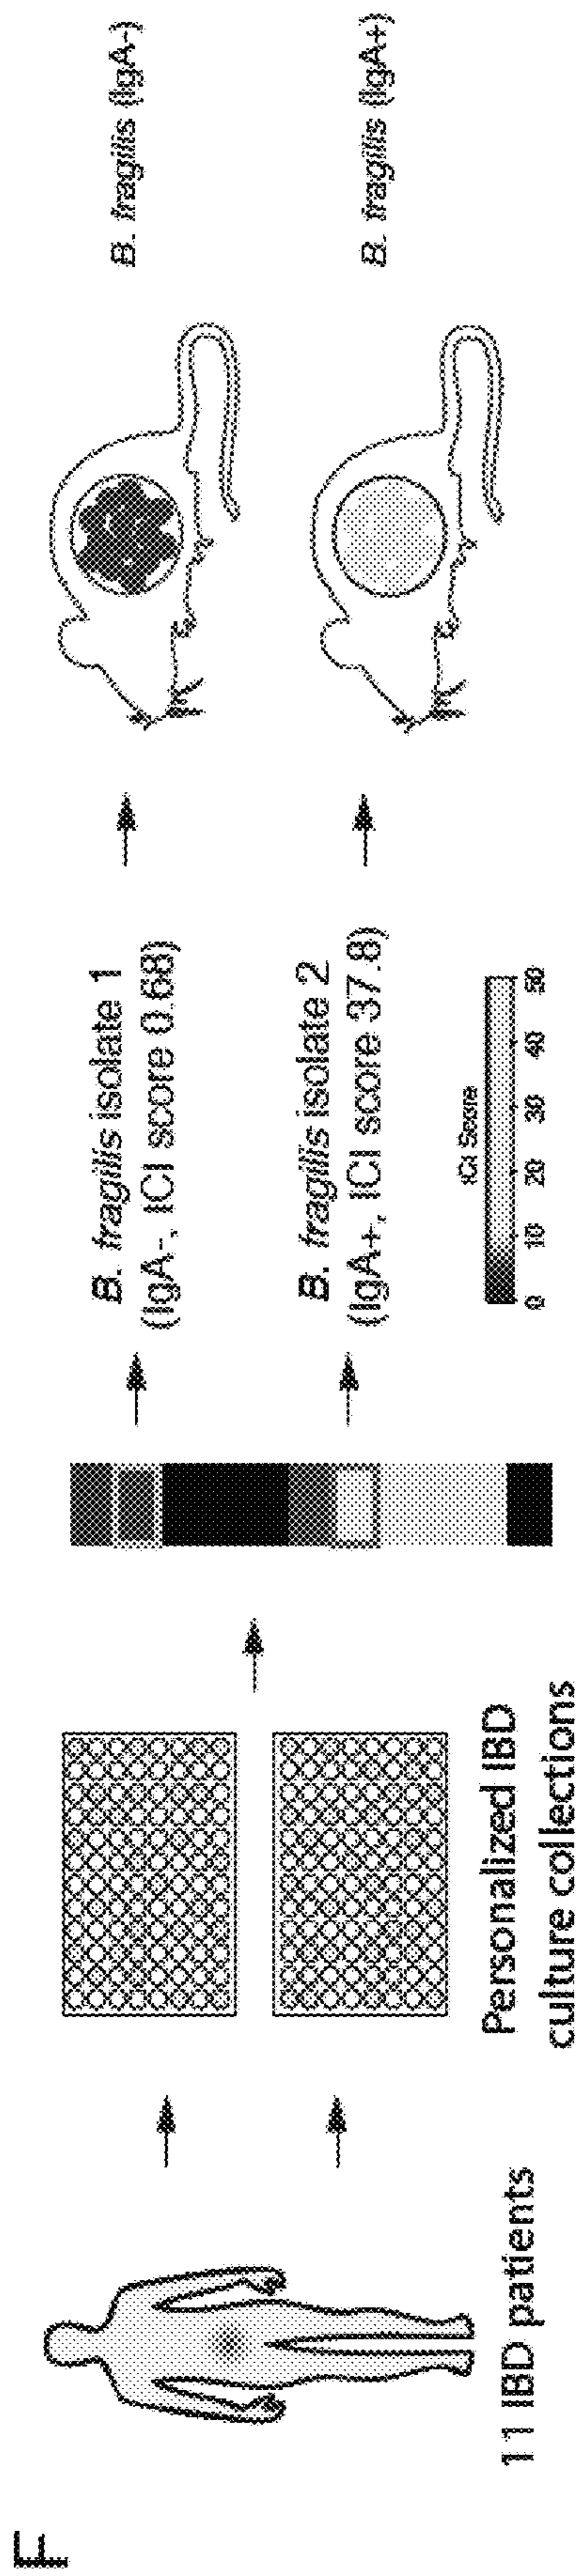 F
11 IBD patients
Personalized IBD
culture collections
B. fragilis isolate 1
(IgA-, ICI score 0.68)
B. fragilis isolate 2
(IgA+, ICI score 37.8)
ICI Score
0 10 20 30 40 50
B. fragilis (IgA-)
B. fragilis (IgA+)